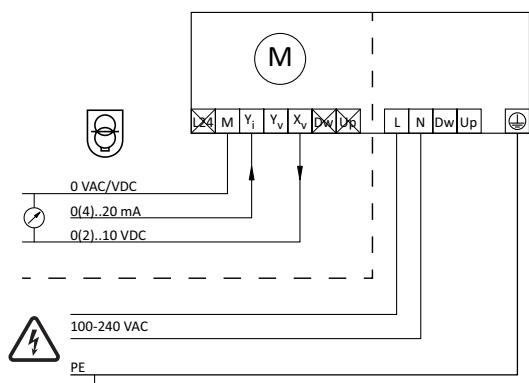 M
L24 M Yi Yv Xv Dw Up L N Dw Up
0 VAC/VDC
0(4)..20 mA
0(2)..10 VDC
100-240 VAC
PE